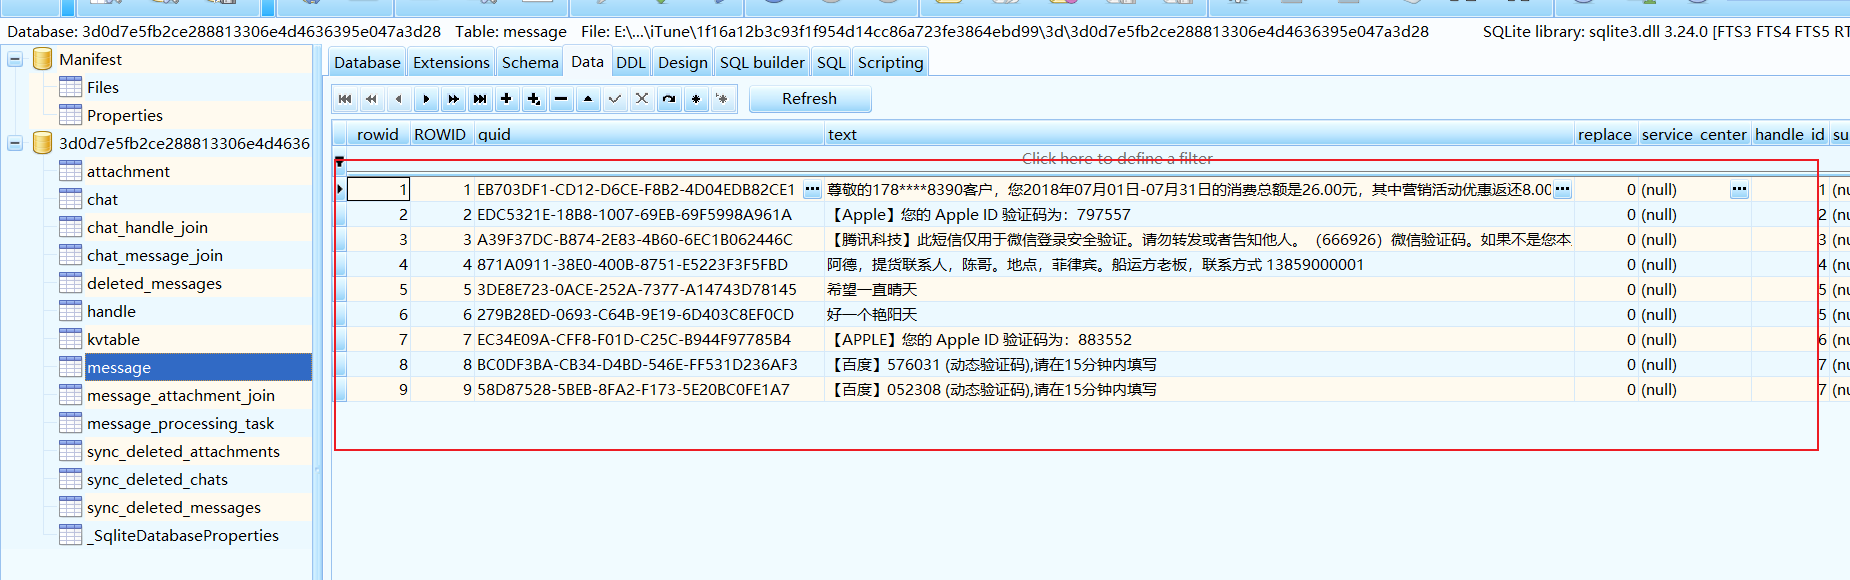 Database: 3d0d7e5fb2ce288813306e4d4636395e047a3d28 Table: message File: E:\...\iTune\1f16a12b3c93f1f954d14cc86a723fe3864ebd99\3d\3d0d7e5fb2ce288813306e4d4636395e047a3d28 SQLite library: sqlite3.dll 3.24.0 [FTS3 FTS4 FTS5 RT
Manifest
Files
Properties
3d0d7e5fb2ce288813306e4d4636
attachment
chat
chat_handle_join
chat_message_join
deleted_messages
handle
kvtable
message
message_attachment_join
message_processing_task
sync_deleted_attachments
sync_deleted_chats
sync_deleted_messages
_SqliteDatabaseProperties
Database Extensions Schema Data DDL Design SQL builder SQL Scripting
Refresh
rowid ROWID guid text replace service_center handle_id su
Click here to define a filter
1 1 EB703DF1-CD12-D6CE-F8B2-4D04EDB82CE1 ... 尊敬的178****8390客户，您2018年07月01日-07月31日的消费总额是26.00元，其中营销活动优惠返还8.00 ... 0 (null) ... 1 (nu
2 2 EDC5321E-18B8-1007-69EB-69F5998A961A 【Apple】您的 Apple ID 验证码为：797557 0 (null) 2 (nu
3 3 A39F37DC-B874-2E83-4B60-6EC1B062446C 【腾讯科技】此短信仅用于微信登录安全验证。请勿转发或者告知他人。（666926）微信验证码。如果不是您本 0 (null) 3 (nu
4 4 871A0911-38E0-400B-8751-E5223F3F5FBD 阿德，提货联系人，陈哥。地点，菲律宾。船运方老板，联系方式 13859000001 0 (null) 4 (nu
5 5 3DE8E723-0ACE-252A-7377-A14743D78145 希望一直晴天 0 (null) 5 (nu
6 6 279B28ED-0693-C64B-9E19-6D403C8EF0CD 好一个艳阳天 0 (null) 5 (nu
7 7 EC34E09A-CFF8-F01D-C25C-B944F97785B4 【APPLE】您的 Apple ID 验证码为：883552 0 (null) 6 (nu
8 8 BC0DF3BA-CB34-D4BD-546E-FF531D236AF3 【百度】576031 (动态验证码),请在15分钟内填写 0 (null) 7 (nu
9 9 58D87528-5BEB-8FA2-F173-5E20BC0FE1A7 【百度】052308 (动态验证码),请在15分钟内填写 0 (null) 7 (nu